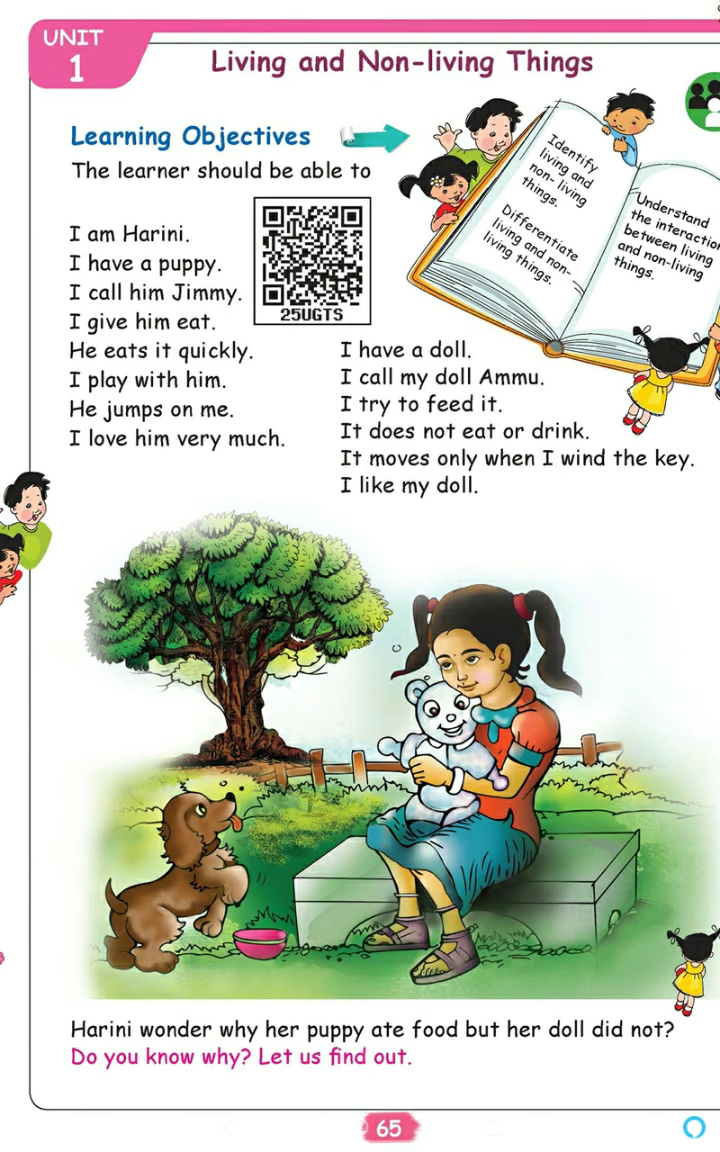 UNIT
1
Living and Non-living Things
Learning Objectives
The learner should be able to
Identify
living and
non- living
things.
Differentiate
living and non-
living things.
Understand
the interaction
between living
and non-living
things.
25UGTS
I am Harini.
I have a puppy.
I call him Jimmy.
I give him eat.
He eats it quickly.
I play with him.
He jumps on me.
I love him very much.
I have a doll.
I call my doll Ammu.
I try to feed it.
It does not eat or drink.
It moves only when I wind the key.
I like my doll.
Harini wonder why her puppy ate food but her doll did not?
Do you know why? Let us find out.
65